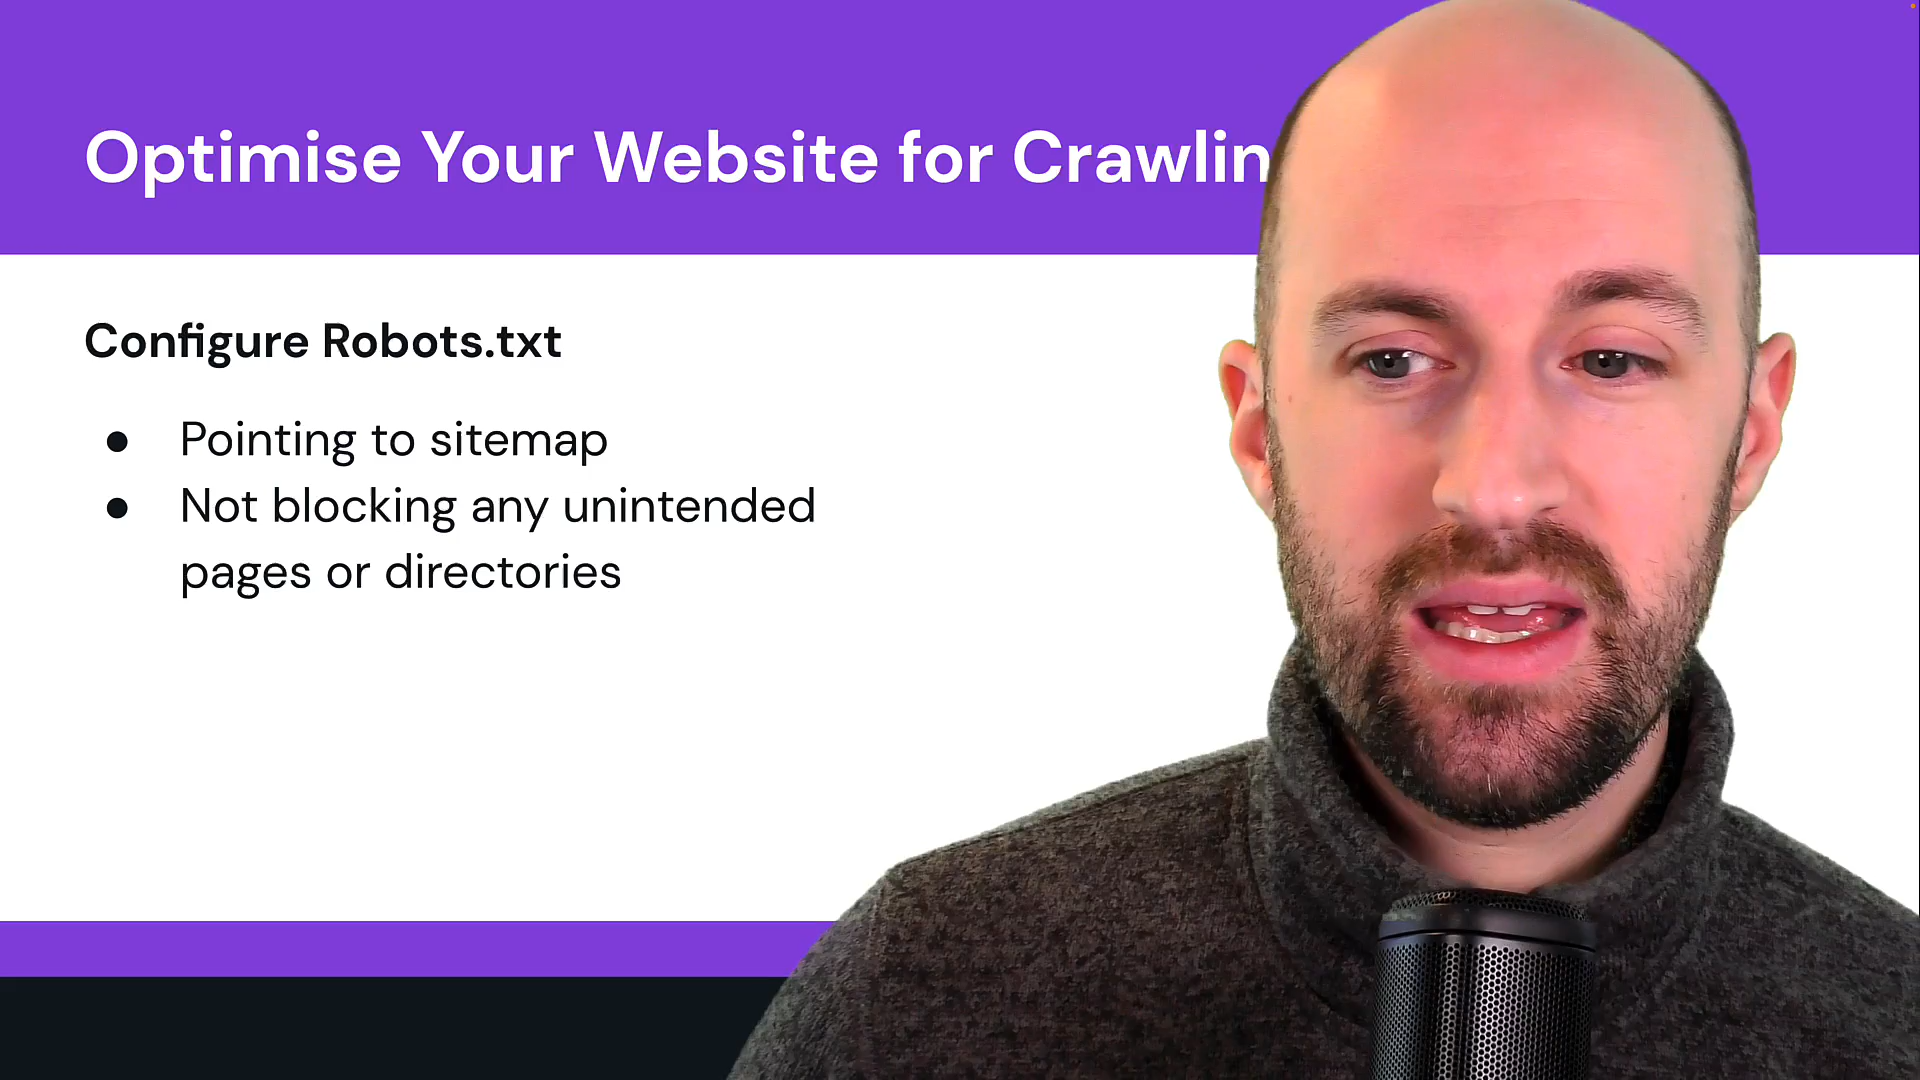 Optimise Your Website for Crawlin
Configure Robots.txt
● Pointing to sitemap
● Not blocking any unintended
pages or directories